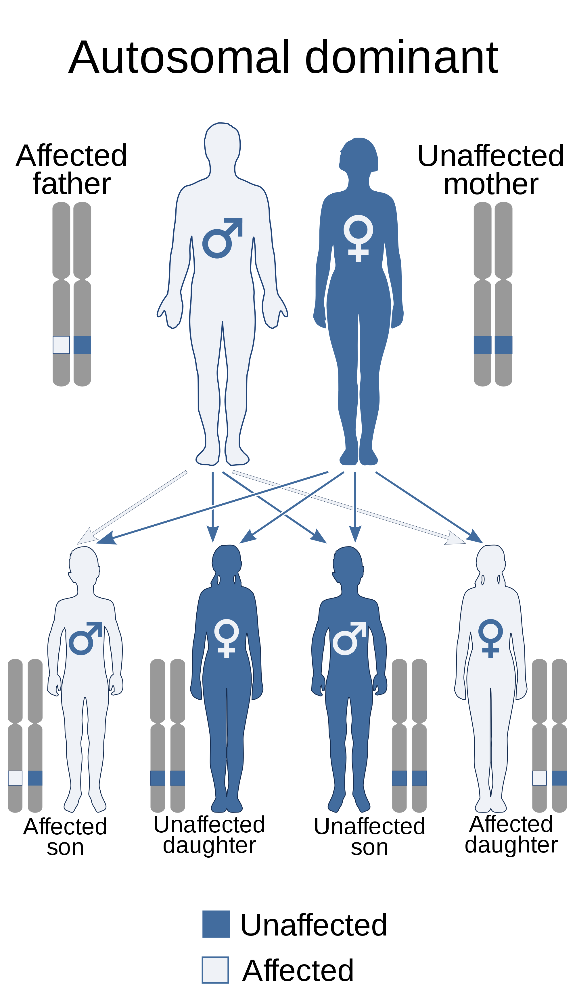 Autosomal dominant
Affected
father
Unaffected
mother
Affected
son
Unaffected
daughter
Unaffected
son
Affected
daughter
Unaffected
Affected